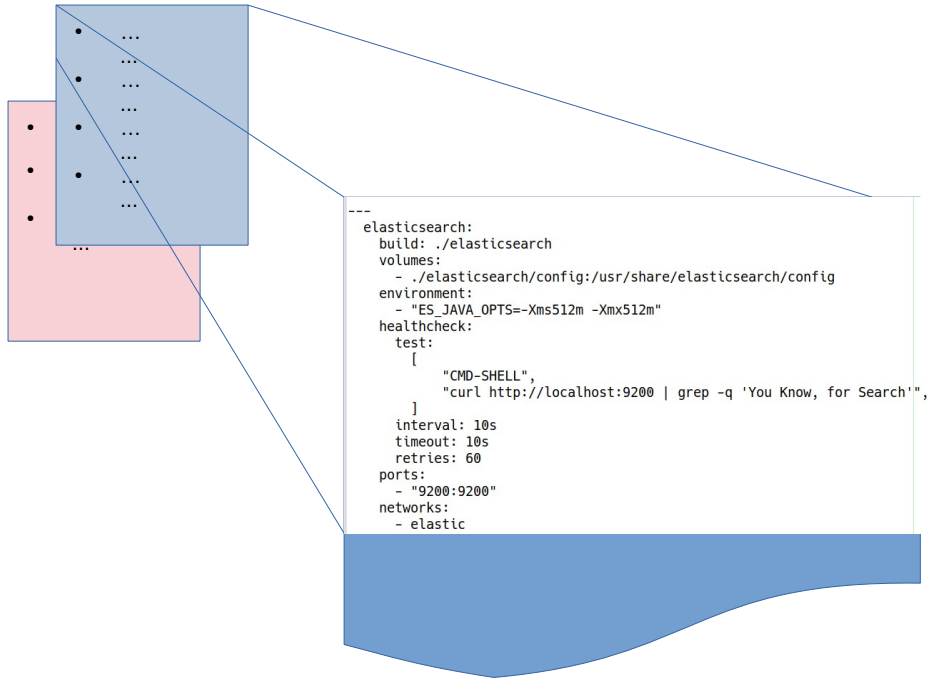 •    ...
...
•    ...
...
•    •    ...
...
•    •    ...
...
•
...
---
  elasticsearch:
    build: ./elasticsearch
    volumes:
      - ./elasticsearch/config:/usr/share/elasticsearch/config
    environment:
      - "ES_JAVA_OPTS=-Xms512m -Xmx512m"
    healthcheck:
      test:
        [
            "CMD-SHELL",
            "curl http://localhost:9200 | grep -q 'You Know, for Search'",
        ]
      interval: 10s
      timeout: 10s
      retries: 60
    ports:
      - "9200:9200"
    networks:
      - elastic